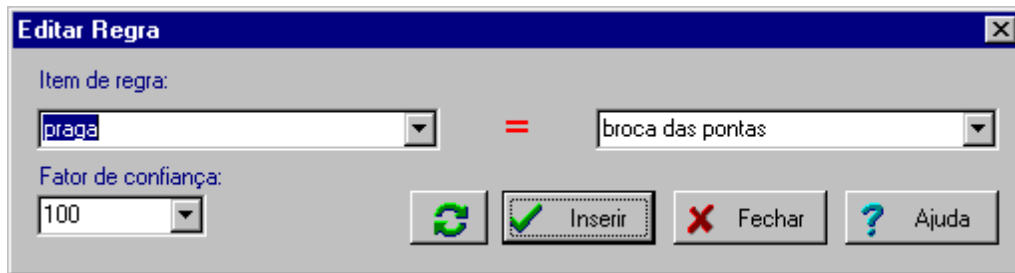 Editar Regra
Item de regra:
praga = broca das pontas
Fator de confiança:
100 Inserir Fechar ? Ajuda